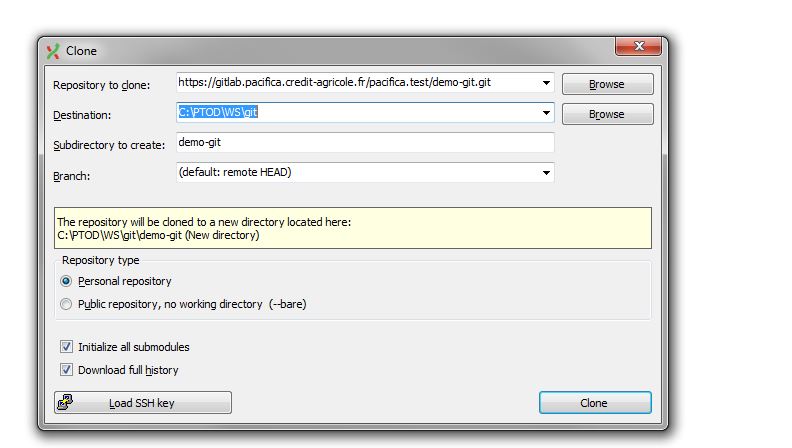 Clone
Repository to clone: https://gitlab.pacifica.credit-agricole.fr/pacifica.test/demo-git.git Browse
Destination: C:\PTOD\WS\git Browse
Subdirectory to create: demo-git
Branch: (default: remote HEAD)
The repository will be cloned to a new directory located here:
C:\PTOD\WS\git\demo-git (New directory)
Repository type
Personal repository
Public repository, no working directory (--bare)
Initialize all submodules
Download full history
Load SSH key Clone